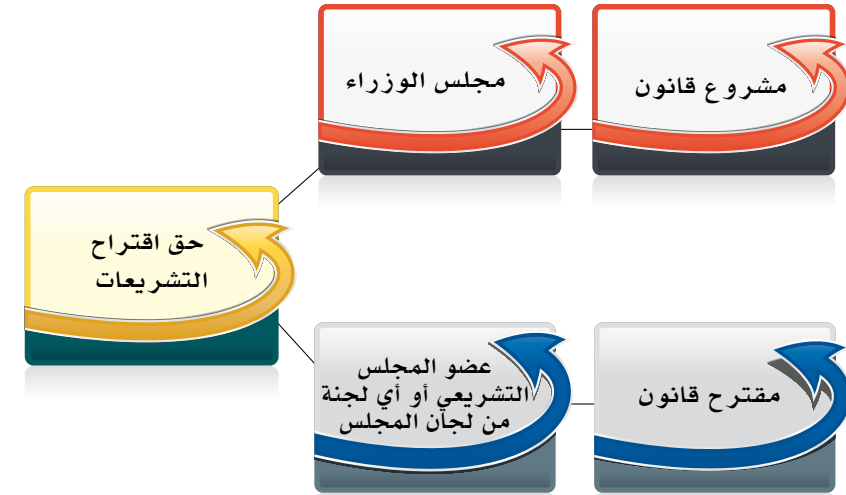 حق اقتراح
التشريعات
مجلس الوزراء
مشروع قانون
عضو المجلس
التشريعي أو أي لجنة
من لجان المجلس
مقترح قانون